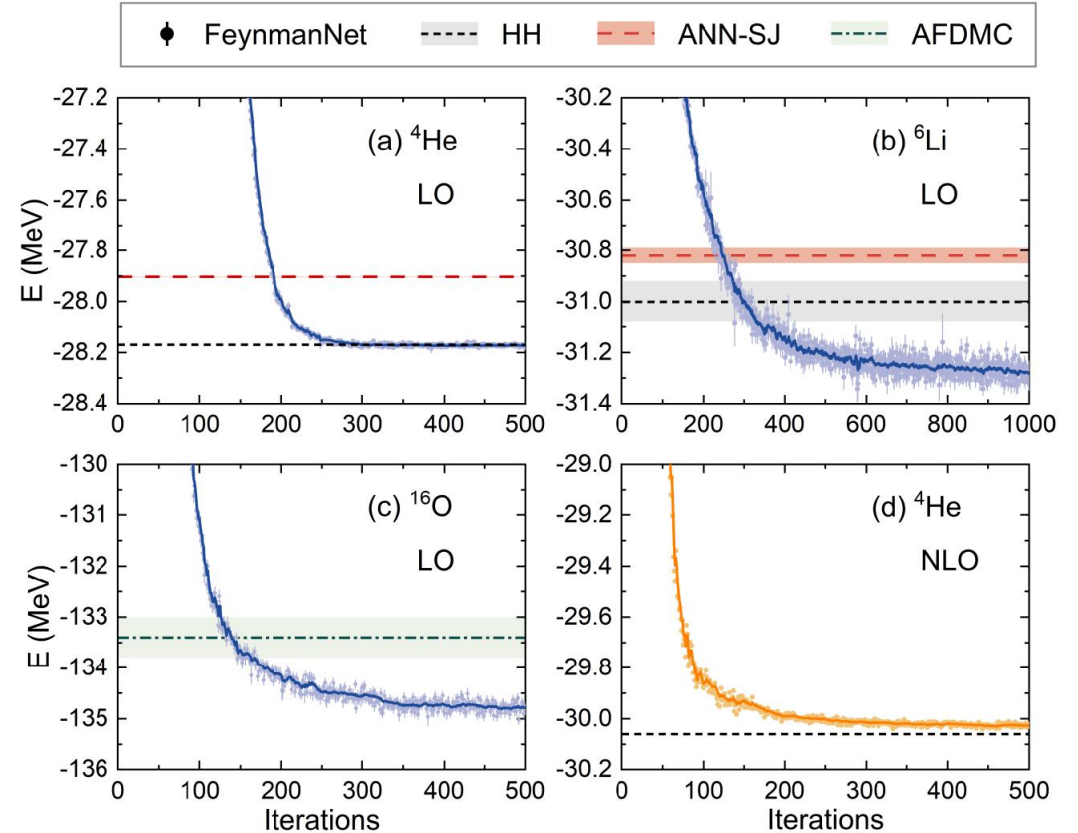 FeynmanNet HH ANN-SJ AFDMC
-27.2
-27.4
-27.6
-27.8
-28.0
-28.2
-28.4
E (MeV)
(a) ⁴He
LO
0 100 200 300 400 500
-30.2
-30.4
-30.6
-30.8
-31.0
-31.2
-31.4
(b) ⁶Li
LO
0 200 400 600 800 1000
-130
-131
-132
-133
-134
-135
-136
E (MeV)
(c) ¹⁶O
LO
0 100 200 300 400 500
Iterations
-29.0
-29.2
-29.4
-29.6
-29.8
-30.0
-30.2
(d) ⁴He
NLO
0 100 200 300 400 500
Iterations